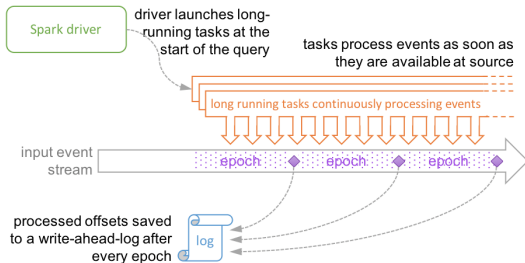 Spark driver
driver launches long-
running tasks at the
start of the query
tasks process events as soon as
they are available at source
long running tasks continuously processing events
input event
stream
epoch
epoch
epoch
processed offsets saved
to a write-ahead-log after
every epoch
log